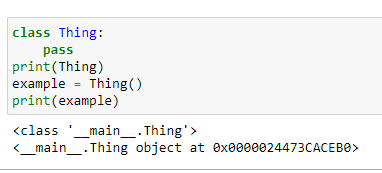 class Thing:
    pass
print(Thing)
example = Thing()
print(example)
<class '__main__.Thing'>
<__main__.Thing object at 0x0000024473CACEB0>